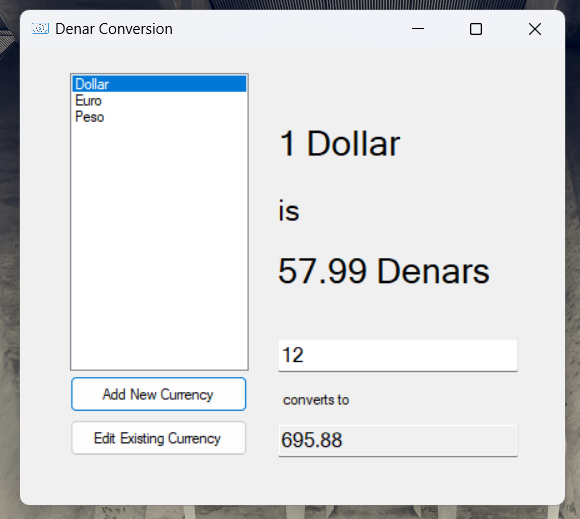 Denar Conversion
Dollar
Euro
Peso
1 Dollar
is
57.99 Denars
12
converts to
695.88
Add New Currency
Edit Existing Currency